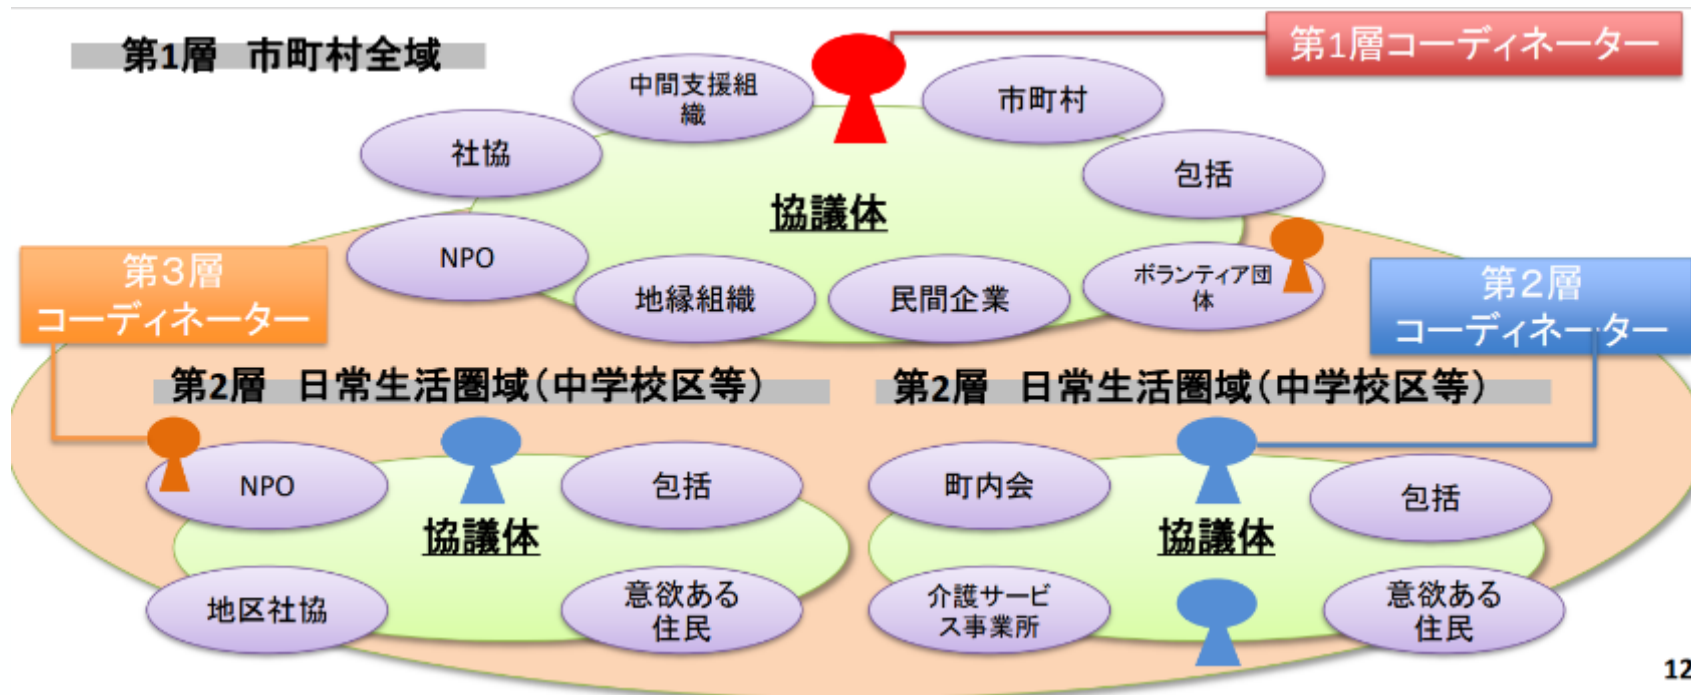 第1層 市町村全域
第1層コーディネーター
中間支援組
織
市町村
社協
包括
協議体
NPO
ボランティア団
体
地縁組織
民間企業
第３層
コーディネーター
第２層
コーディネーター
第2層 日常生活圏域（中学校区等）
第2層 日常生活圏域（中学校区等）
NPO
包括
協議体
地区社協
意欲ある
住民
町内会
包括
協議体
介護サービ
ス事業所
意欲ある
住民
12